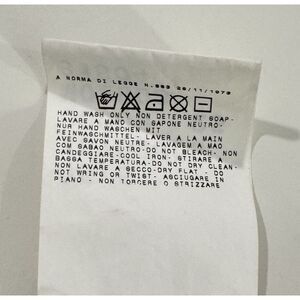 A NORMA DI LEGGE N.883 26/11/1973
HAND WASH ONLY NON DETERGENT SOAP-
LAVARE A MANO CON SAPONE NEUTRO-
NUR HAND WASCHEN MIT
FEINWASCHMITTEL- LAVER A LA MAIN
AVEC SAVON NEUTRE- LAVAGEM A MAO
COM SABAO NEUTRE-DO NOT BLEACH- NON
CANDEGGIARE-COOL IRON- STIRARE A
BASSA TEMPERATURA-DO NOT DRY CLEAN-
NON LAVARE A SECCO-DRY FLAT - DO
NOT WRING OR TWIST- ASCIUGARE IN
PIANO - NON TORCERE O STRIZZARE